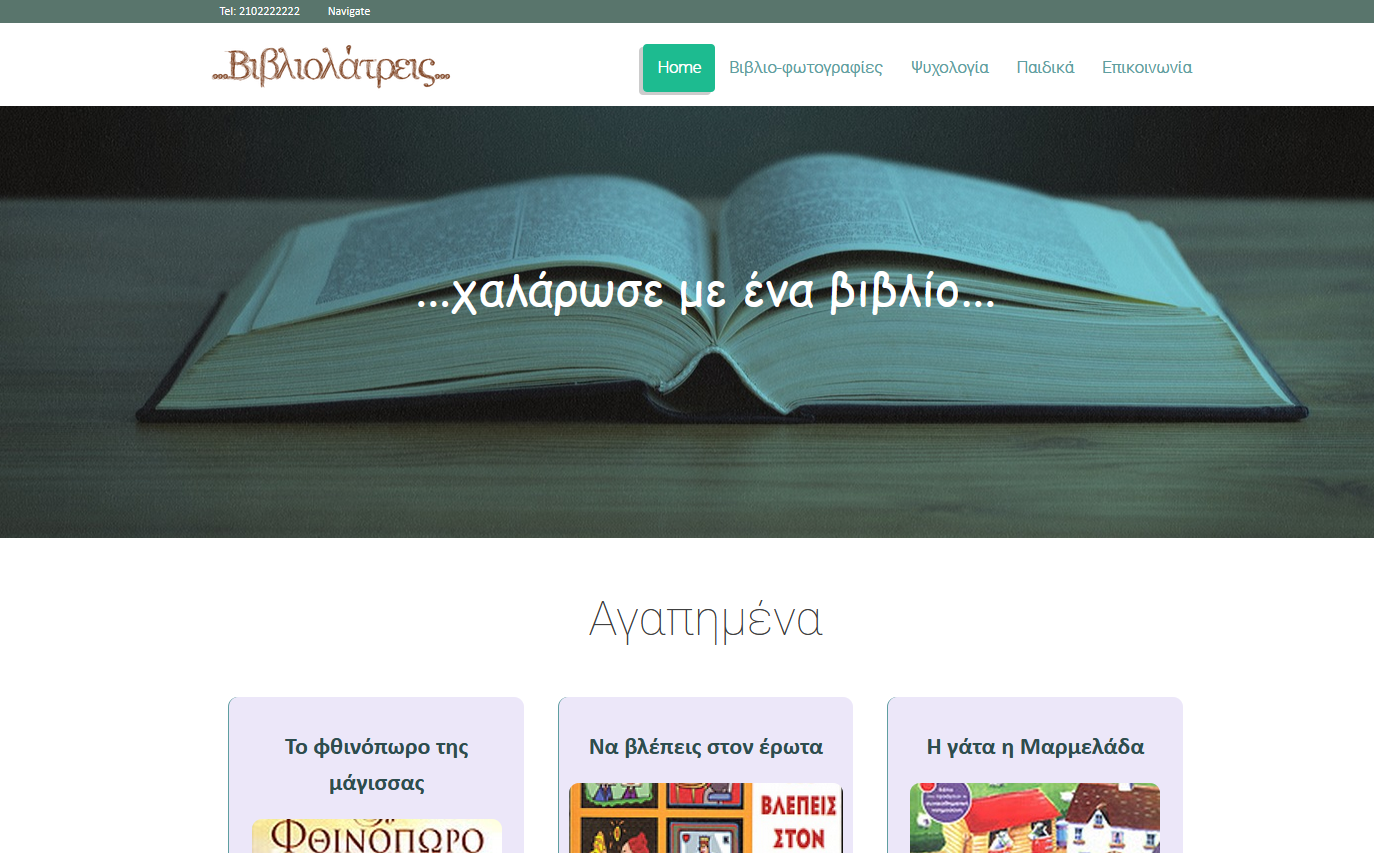 Tel: 2102222222 Navigate
...Βιβλιολάτρεις...
Home Βιβλιο-φωτογραφίες Ψυχολογία Παιδικά Επικοινωνία
...χαλάρωσε με ένα βιβλίο...
Αγαπημένα
Το φθινόπωρο της
μάγισσας
Να βλέπεις στον έρωτα
Η γάτα η Μαρμελάδα
ΦΘΙΝΟΠΩΡΟ
ΒΛΕΠΕΙΣ
ΣΤΟΝ